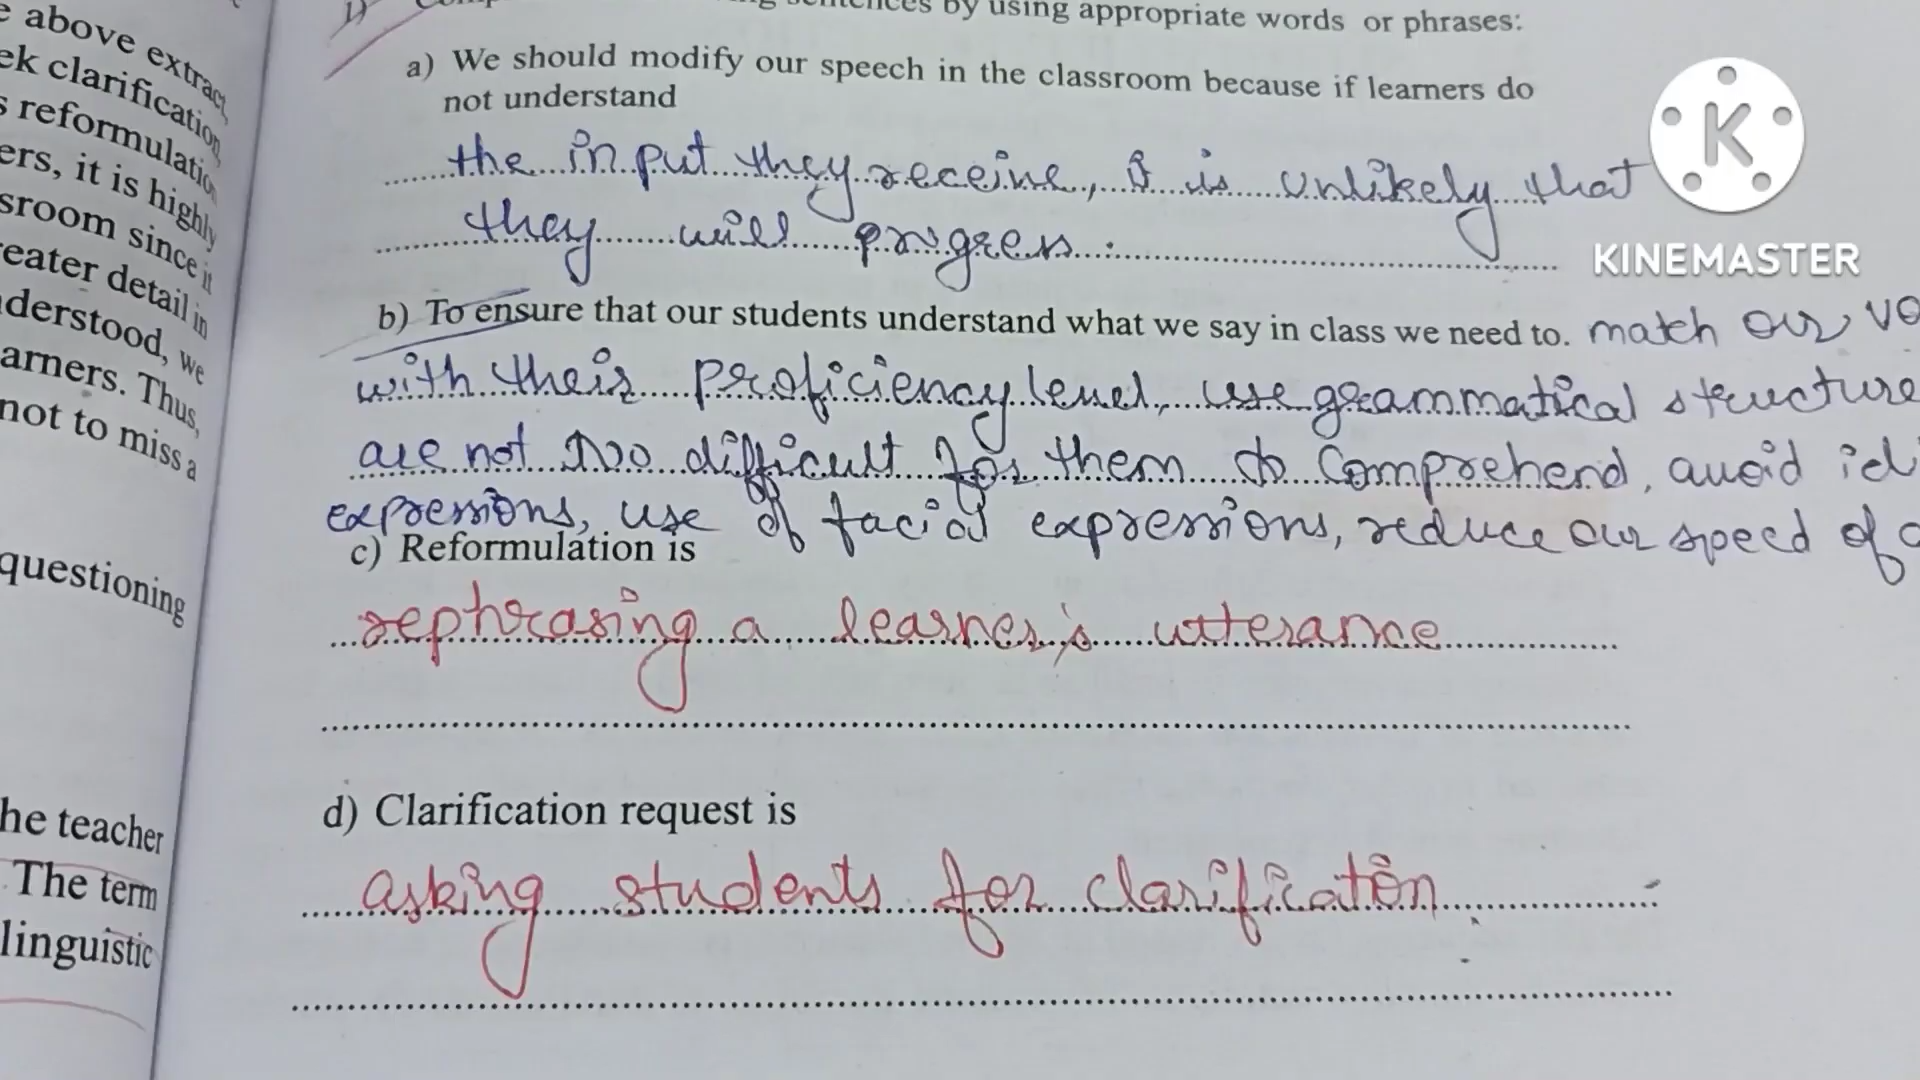 1)
sentences by using appropriate words or phrases:
a) We should modify our speech in the classroom because if learners do
not understand
the input they receive, it is unlikely that
they will progress.
b) To ensure that our students understand what we say in class we need to. match our
with their proficiency level, use grammatical structure
are not too difficult for them to comprehend, avoid
expressions, use of facial expressions, reduce our speed of
c) Reformulation is
rephrasing a learner's utterance
d) Clarification request is
asking students for clarification
above extract,
clarification,
reformulation
ers, it is highly
sroom since it
eater detail in
derstood, we
arners. Thus,
not to miss a
questioning
he teacher
The term
linguistic
K
KINEMASTER